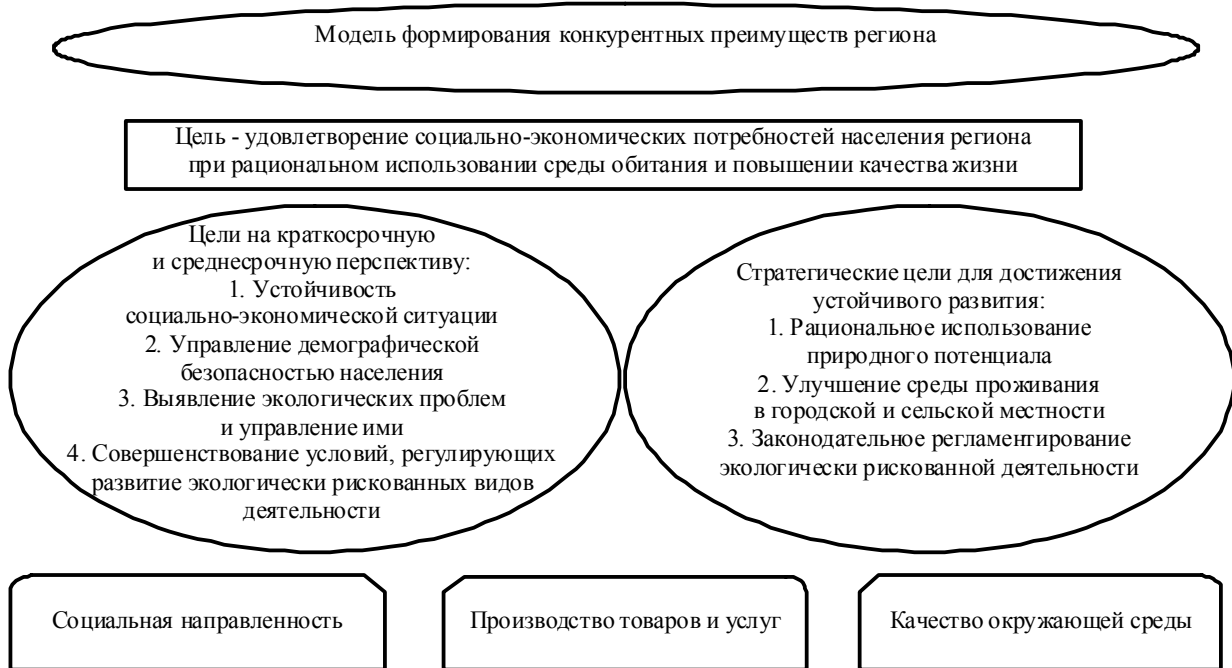 Модель формирования конкурентных преимуществ региона
Цель - удовлетворение социально-экономических потребностей населения региона
при рациональном использовании среды обитания и повышении качества жизни
Цели на краткосрочную
и среднесрочную перспективу:
1. Устойчивость
социально-экономической ситуации
2. Управление демографической
безопасностью населения
3. Выявление экологических проблем
и управление ими
4. Совершенствование условий, регулирующих
развитие экологически рискованных видов
деятельности
Стратегические цели для достижения
устойчивого развития:
1. Рациональное использование
природного потенциала
2. Улучшение среды проживания
в городской и сельской местности
3. Законодательное регламентирование
экологически рискованной деятельности
Социальная направленность
Производство товаров и услуг
Качество окружающей среды